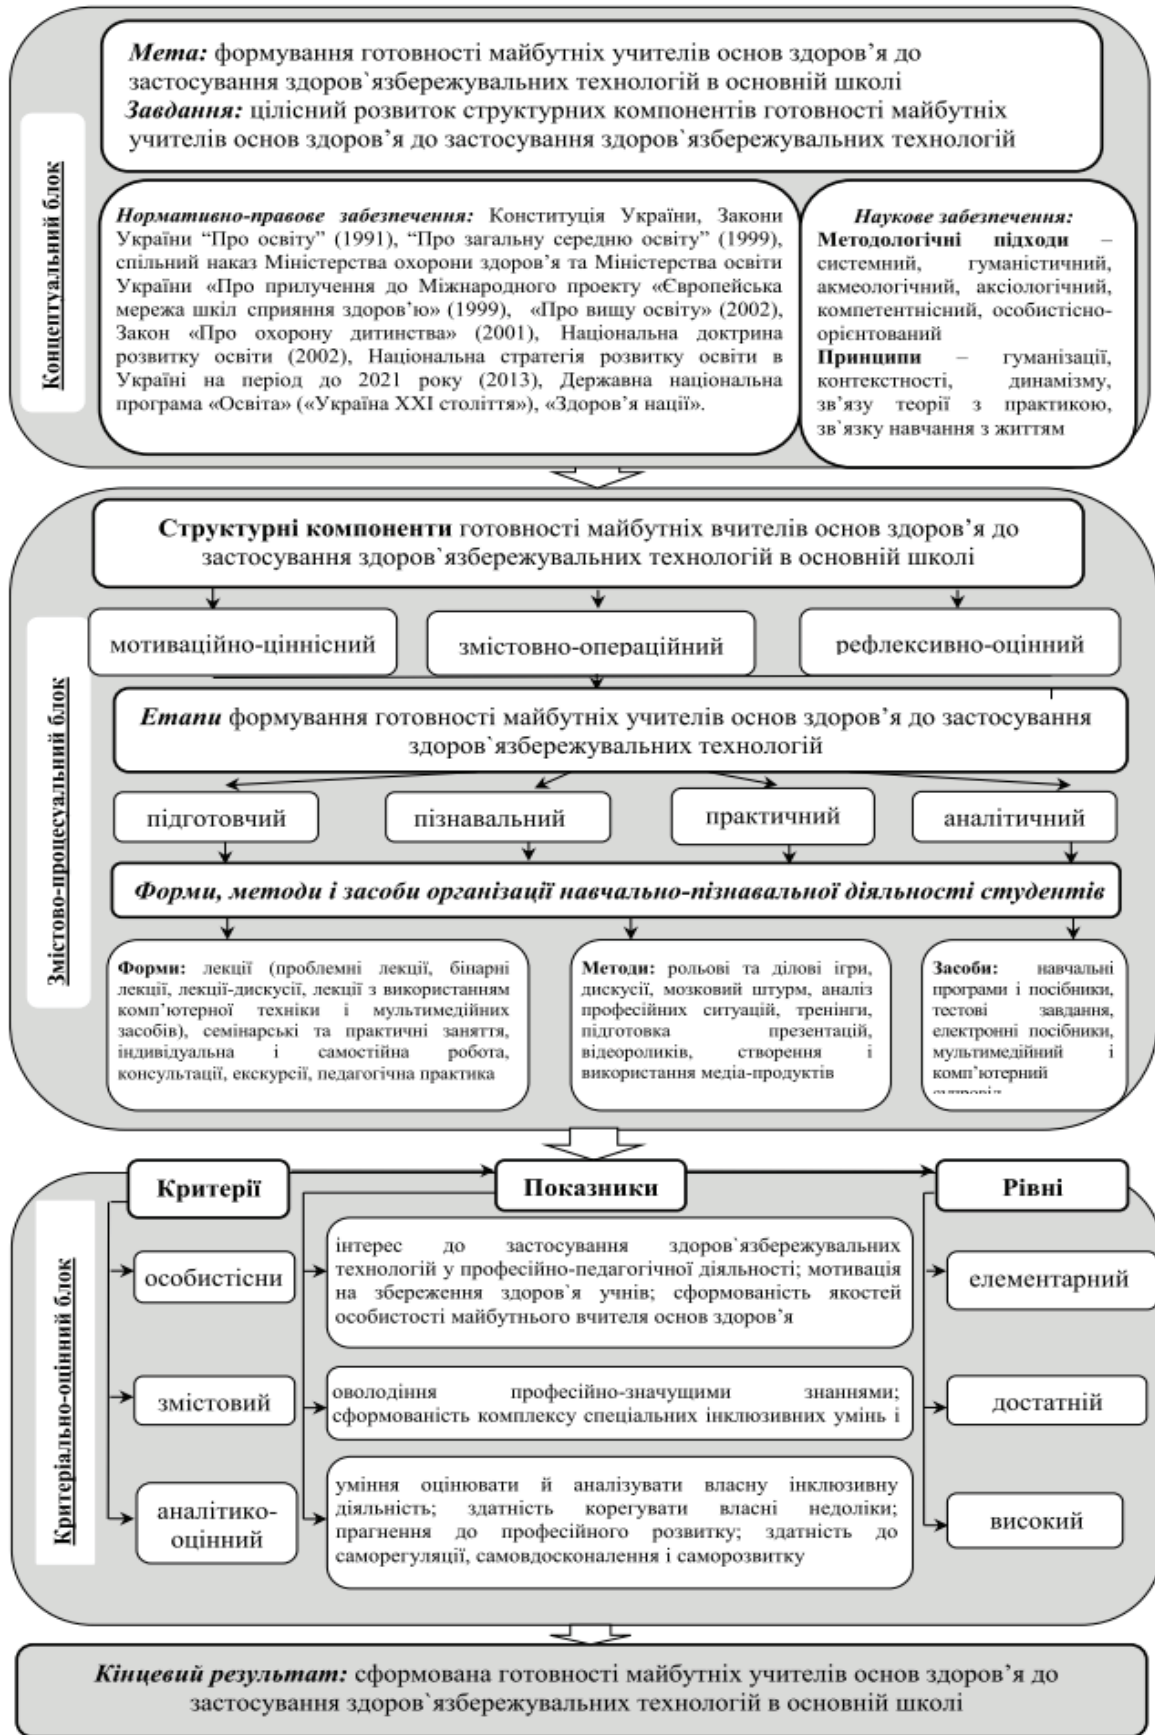 Мета: формування готовності майбутніх учителів основ здоров’я до
застосування здоров`язбережувальних технологій в основній школі
Завдання: цілісний розвиток структурних компонентів готовності майбутніх
учителів основ здоров’я до застосування здоров`язбережувальних технологій
Концептуальний блок
Нормативно-правове забезпечення: Конституція України, Закони
України “Про освіту” (1991), “Про загальну середню освіту” (1999),
спільний наказ Міністерства охорони здоров’я та Міністерства освіти
України «Про прилучення до Міжнародного проекту «Європейська
мережа шкіл сприяння здоров’ю» (1999), «Про вищу освіту» (2002),
Закон «Про охорону дитинства» (2001), Національна доктрина
розвитку освіти (2002), Національна стратегія розвитку освіти в
Україні на період до 2021 року (2013), Державна національна
програма «Освіта» («Україна ХХІ століття»), «Здоров’я нації».
Наукове забезпечення:
Методологічні підходи –
системний, гуманістичний,
акмеологічний, аксіологічний,
компетентнісний, особистісно-
орієнтований
Принципи – гуманізації,
контекстності, динамізму,
зв’язу теорії з практикою,
зв`язку навчання з життям
Структурні компоненти готовності майбутніх вчителів основ здоров’я до
застосування здоров`язбережувальних технологій в основній школі
Змістово-процесуальний блок
мотиваційно-ціннісний
змістовно-операційний
рефлексивно-оцінний
Етапи формування готовності майбутніх учителів основ здоров’я до застосування
здоров`язбережувальних технологій
підготовчий
пізнавальний
практичний
аналітичний
Форми, методи і засоби організації навчально-пізнавальної діяльності студентів
Форми: лекції (проблемні лекції, бінарні
лекції, лекції-дискусії, лекції з використанням
комп’ютерної техніки і мультимедійних
засобів), семінарські та практичні заняття,
індивідуальна і самостійна робота,
консультації, екскурсії, педагогічна практика
Методи: рольові та ділові ігри,
дискусії, мозковий штурм, аналіз
професійних ситуацій, тренінги,
підготовка презентацій,
відеороликів, створення і
використання медіа-продуктів
Засоби: навчальні
програми і посібники,
тестові завдання,
електронні посібники,
мультимедійний і
комп’ютерний
Критерії
Показники
Рівні
Критеріально-оцінний блок
особистісни
інтерес до застосування здоров`язбережувальних
технологій у професійно-педагогічної діяльності; мотивація
на збереження здоров`я учнів; сформованість якостей
особистості майбутнього вчителя основ здоров’я
елементарний
змістовий
оволодіння професійно-значущими знаннями;
сформованість комплексу спеціальних інклюзивних умінь і
достатній
аналітико-
оцінний
уміння оцінювати й аналізувати власну інклюзивну
діяльність; здатність корегувати власні недоліки;
прагнення до професійного розвитку; здатність до
саморегуляції, самовдосконалення і саморозвитку
високий
Кінцевий результат: сформована готовності майбутніх учителів основ здоров’я до
застосування здоров`язбережувальних технологій в основній школі